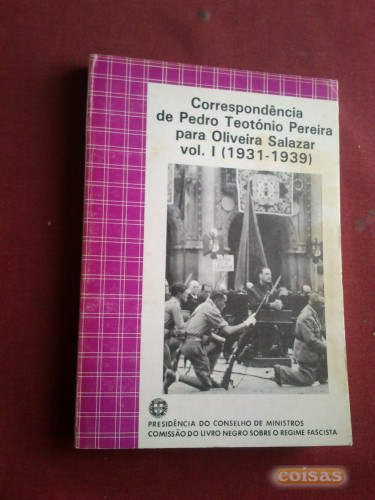 Correspondência
de Pedro Teotónio Pereira
para Oliveira Salazar
vol. I (1931-1939)
PRESIDÊNCIA DO CONSELHO DE MINISTROS
COMISSÃO DO LIVRO NEGRO SOBRE O REGIME FASCISTA
coisas